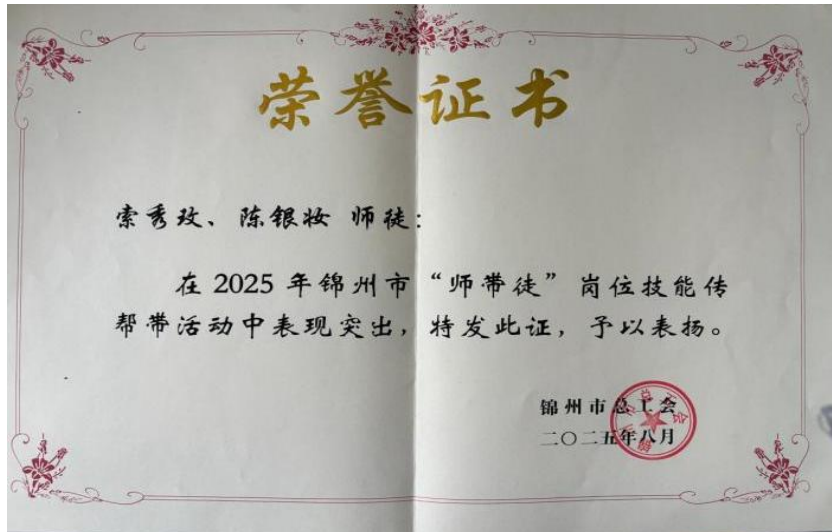 荣誉证书
索秀玫、陈银妆 师徒：
在 2025 年锦州市“师带徒”岗位技能传
帮带活动中表现突出，特发此证，予以表扬。
锦州市总工会
二〇二五年八月